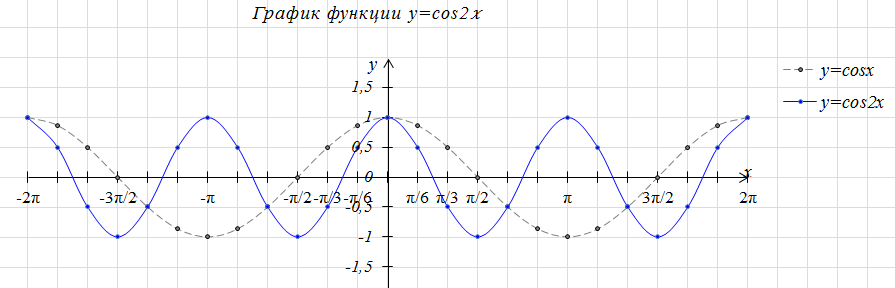 График функции y=cos2x
y
y=cosx
y=cos2x
1,5
1
0,5
0
x
-2π -3π/2 -π -π/2 -π/3 -π/6 π/6 π/3 π/2 π 3π/2 2π
-0,5
-1
-1,5